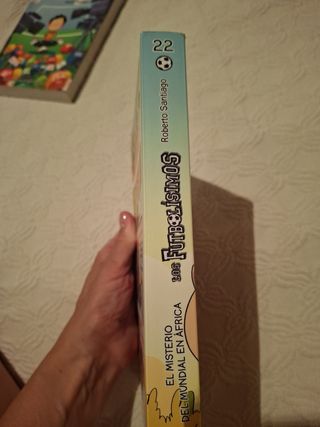 22
Roberto Santiago
LOS FUTBOLÍSIMOS
EL MISTERIO
DEL MUNDIAL EN ÁFRICA